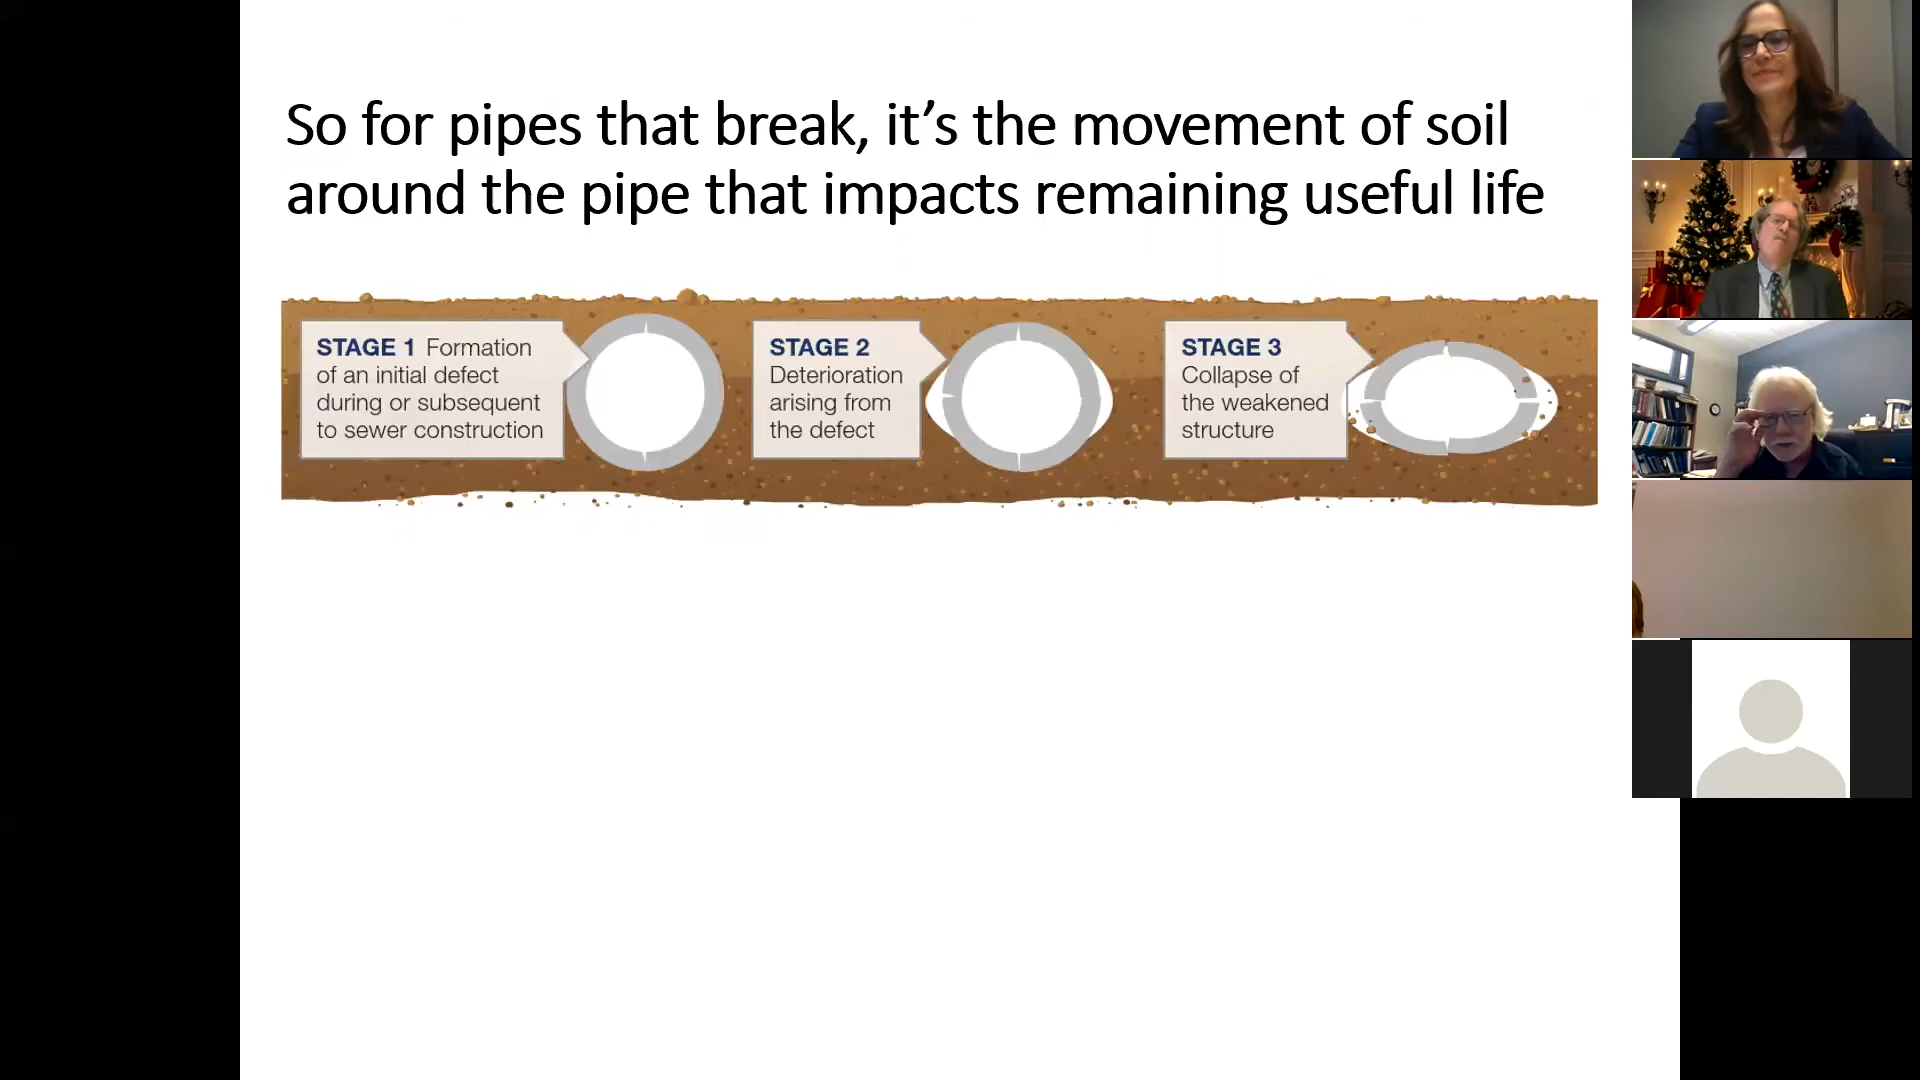 So for pipes that break, it’s the movement of soil
around the pipe that impacts remaining useful life
STAGE 1 Formation
of an initial defect
during or subsequent
to sewer construction
STAGE 2
Deterioration
arising from
the defect
STAGE 3
Collapse of
the weakened
structure